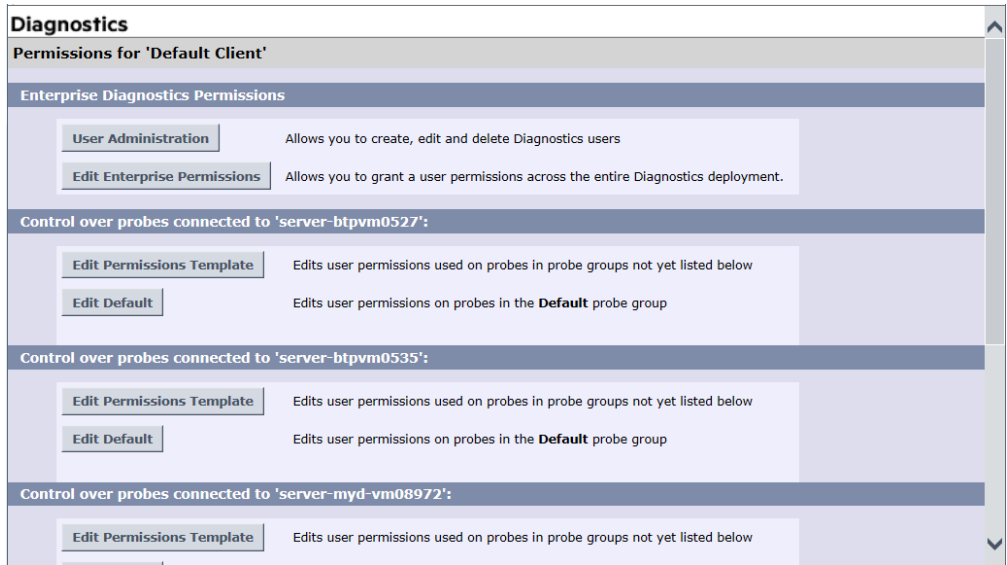 Diagnostics
Permissions for 'Default Client'
Enterprise Diagnostics Permissions
User Administration Allows you to create, edit and delete Diagnostics users
Edit Enterprise Permissions Allows you to grant a user permissions across the entire Diagnostics deployment.
Control over probes connected to 'server-btpvm0527':
Edit Permissions Template Edits user permissions used on probes in probe groups not yet listed below
Edit Default Edits user permissions on probes in the Default probe group
Control over probes connected to 'server-btpvm0535':
Edit Permissions Template Edits user permissions used on probes in probe groups not yet listed below
Edit Default Edits user permissions on probes in the Default probe group
Control over probes connected to 'server-myd-vm08972':
Edit Permissions Template Edits user permissions used on probes in probe groups not yet listed below